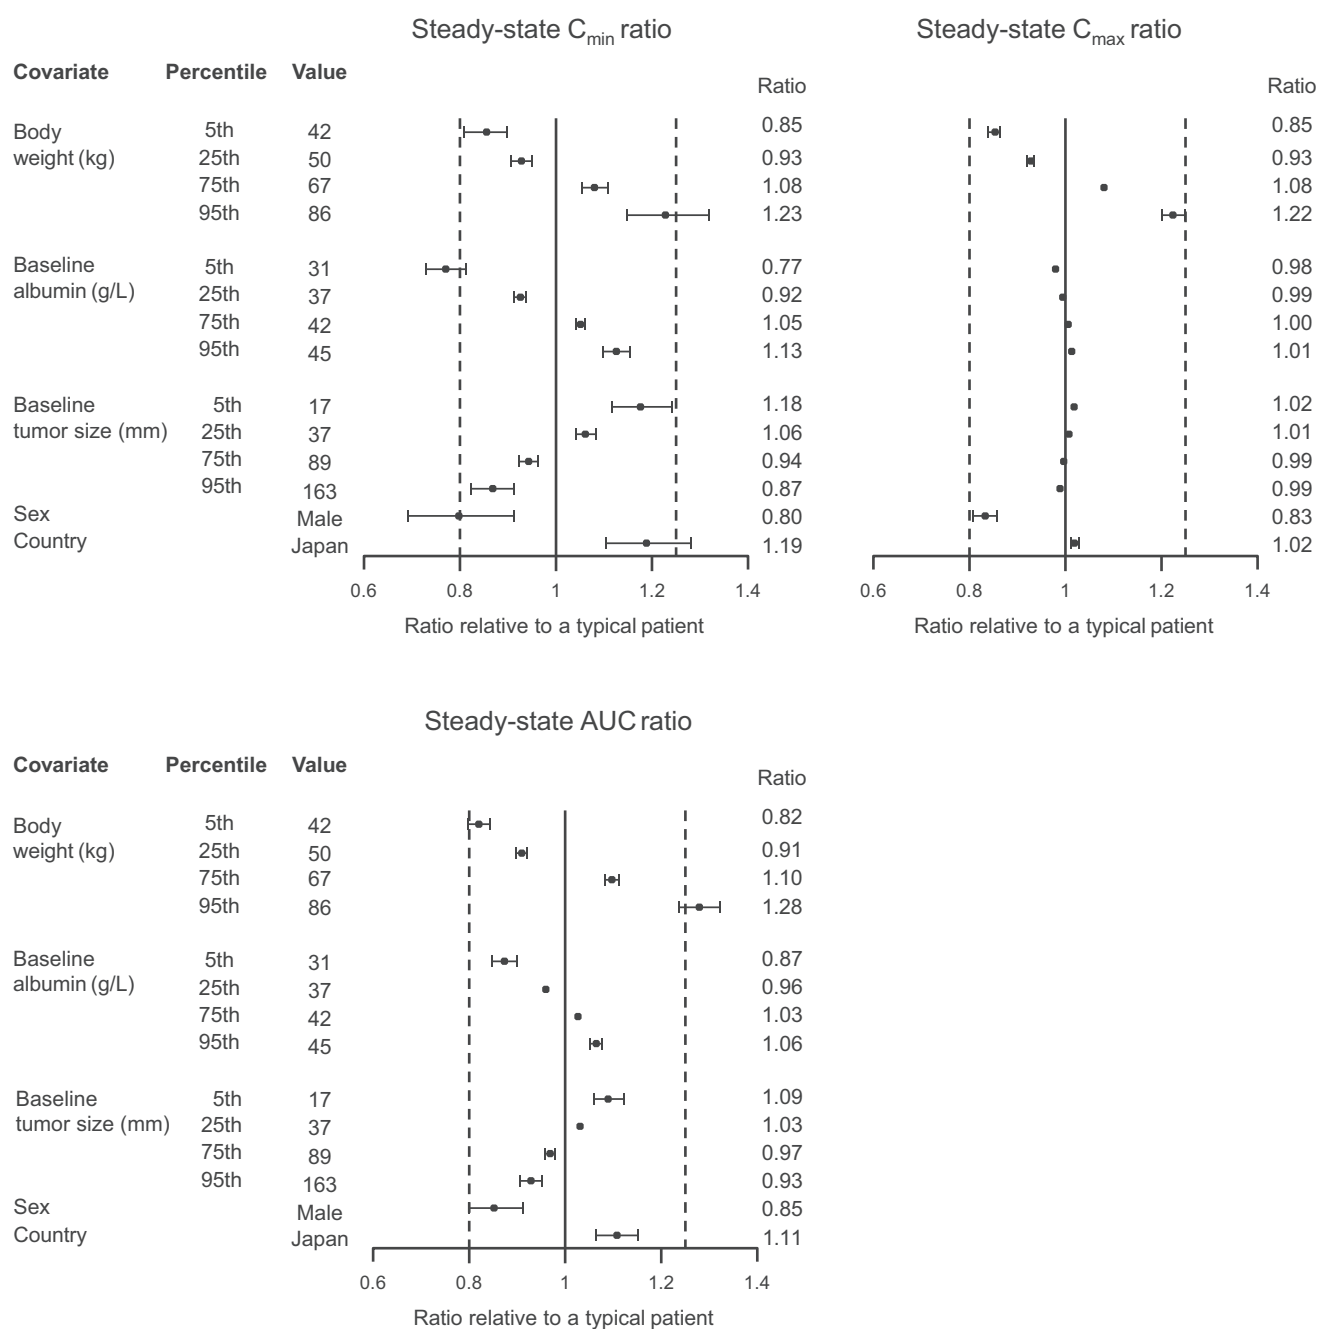 Steady-state Cmin ratio
Steady-state Cmax ratio
Covariate Percentile Value Ratio Ratio
Body 5th 42 0.85 0.85
weight (kg) 25th 50 0.93 0.93
75th 67 1.08 1.08
95th 86 1.23 1.22
Baseline 5th 31 0.77 0.98
albumin (g/L) 25th 37 0.92 0.99
75th 42 1.05 1.00
95th 45 1.13 1.01
Baseline 5th 17 1.18 1.02
tumor size (mm) 25th 37 1.06 1.01
75th 89 0.94 0.99
95th 163 0.87 0.99
Sex Male 0.80 0.83
Country Japan 1.19 1.02
0.6 0.8 1 1.2 1.4 0.6 0.8 1 1.2 1.4
Ratio relative to a typical patient Ratio relative to a typical patient
Steady-state AUC ratio
Covariate Percentile Value Ratio
Body 5th 42 0.82
weight (kg) 25th 50 0.91
75th 67 1.10
95th 86 1.28
Baseline 5th 31 0.87
albumin (g/L) 25th 37 0.96
75th 42 1.03
95th 45 1.06
Baseline 5th 17 1.09
tumor size (mm) 25th 37 1.03
75th 89 0.97
95th 163 0.93
Sex Male 0.85
Country Japan 1.11
0.6 0.8 1 1.2 1.4
Ratio relative to a typical patient